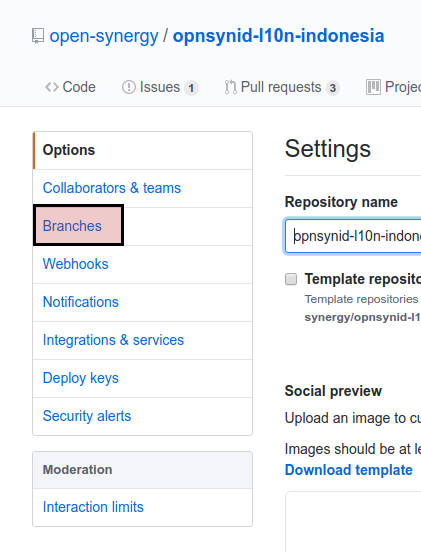 open-synergy / opnsynid-l10n-indonesia
Code Issues 1 Pull requests 3 Projec
Options
Collaborators & teams
Branches
Webhooks
Notifications
Integrations & services
Deploy keys
Security alerts
Moderation
Interaction limits
Settings
Repository name
opnsynid-l10n-indone
Template reposito
Template repositories
synergy/opnsynid-l1
Social preview
Upload an image to cu
Images should be at le
Download template